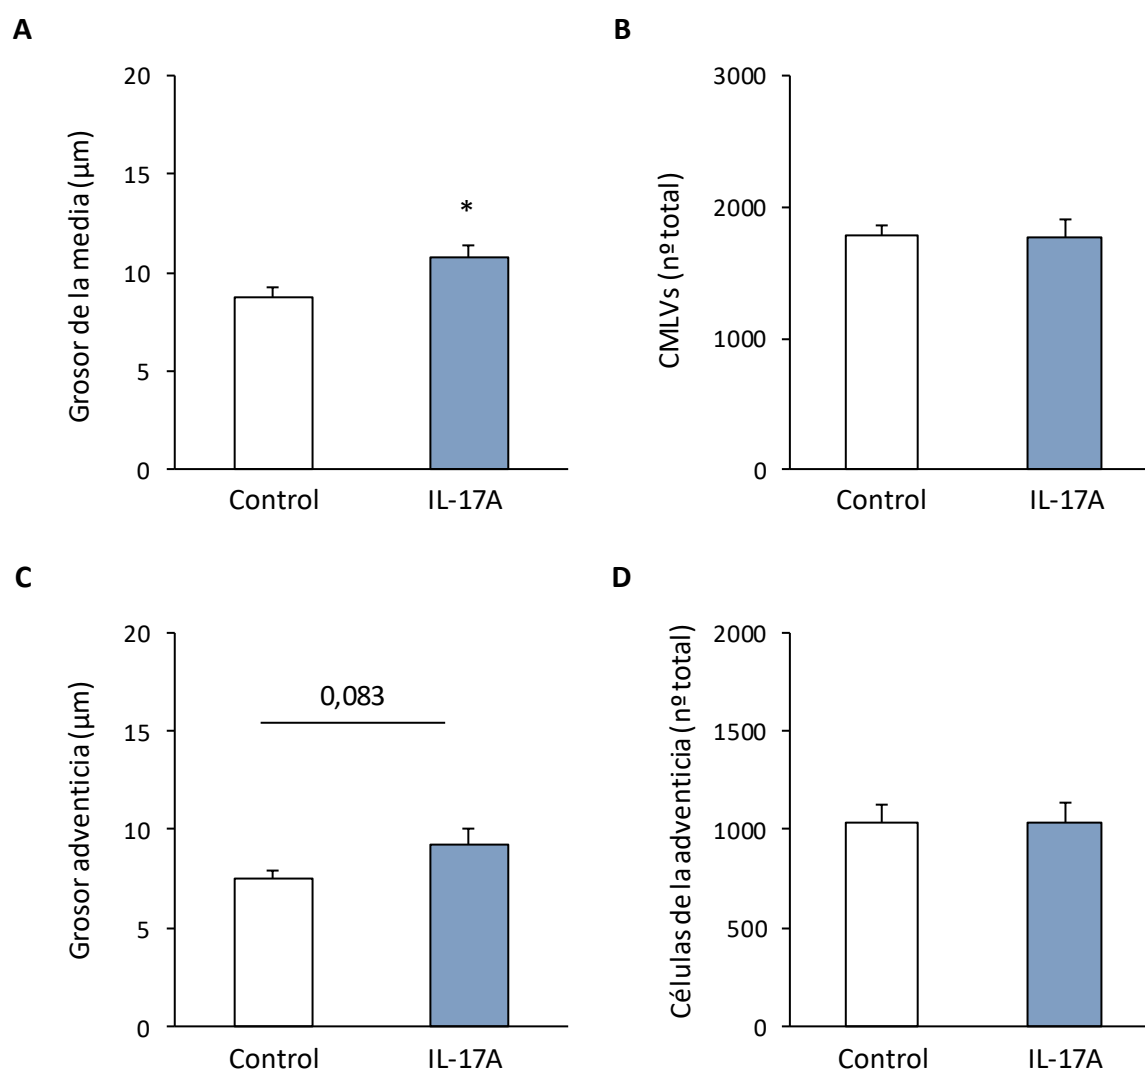 A
Grosor de la media (µm)
20
15
10
5
0
*
Control
IL-17A
B
CMLVs (nº total)
3000
2000
1000
0
Control
IL-17A
C
Grosor adventicia (µm)
20
15
10
5
0
0,083
Control
IL-17A
D
Células de la adventicia (nº total)
2000
1500
1000
500
0
Control
IL-17A